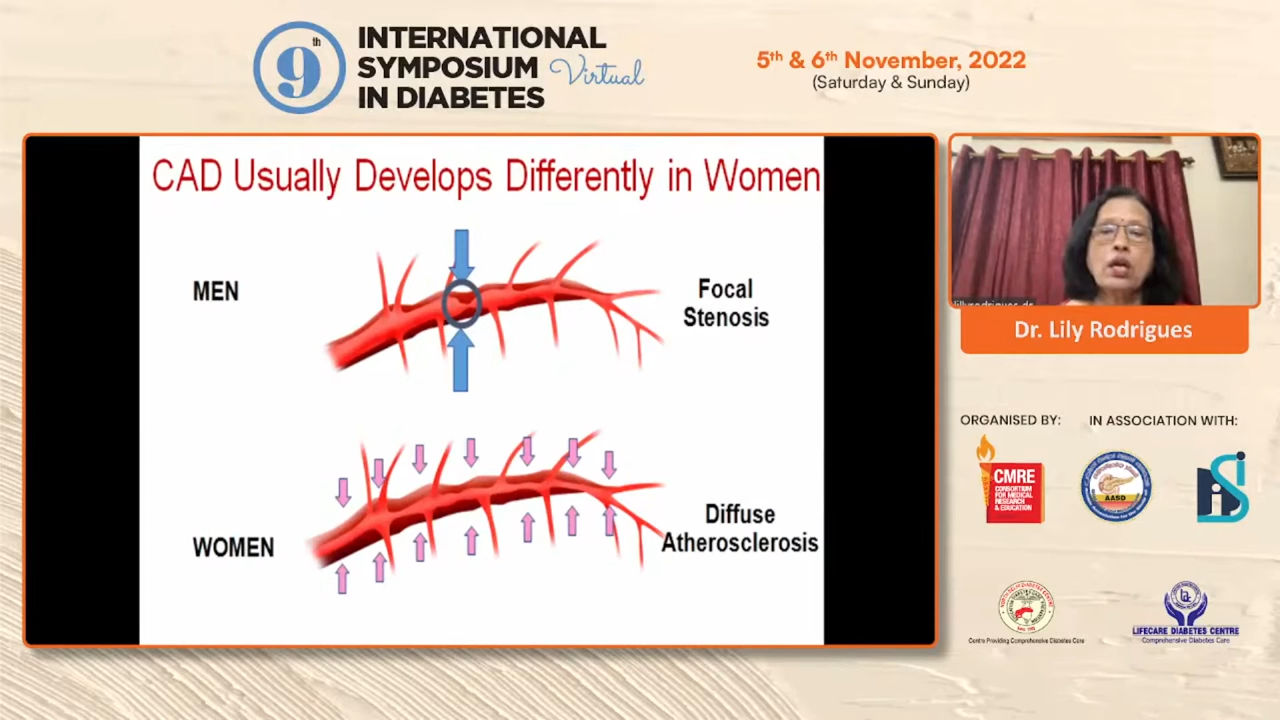 9th
INTERNATIONAL
SYMPOSIUM Virtual
IN DIABETES
5th & 6th November, 2022
(Saturday & Sunday)
CAD Usually Develops Differently in Women
MEN
Focal
Stenosis
WOMEN
Diffuse
Atherosclerosis
Dr. Lily Rodrigues
ORGANISED BY:
IN ASSOCIATION WITH:
CMRE
CONSORTIUM
FOR MEDICAL
RESEARCH
& EDUCATION
AASD
Centre Providing Comprehensive Diabetes Care
LIFECARE DIABETES CENTRE
Comprehensive Diabetes Care